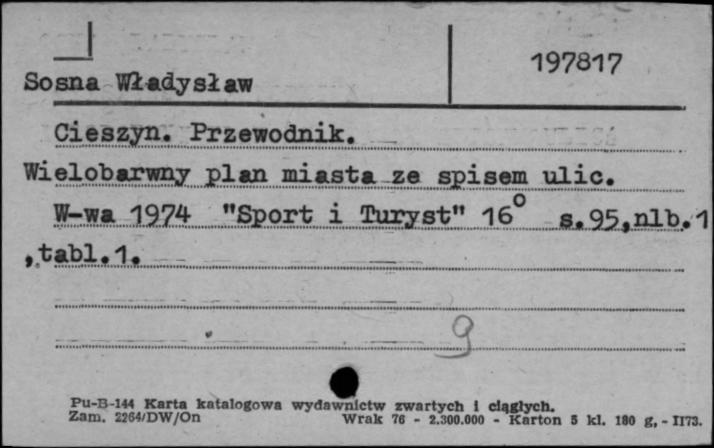 197817
Sosna Władysław
Cieszyn. Przewodnik.
Wielobarwny plan miasta ze spisem ulic.
W-wa 1974 "Sport i Turyst" 16° s.95,nlb.1
,tabl.1.
9
Pu-B-144 Karta katalogowa wydawnictw zwartych i ciągłych.
Zam. 2264/DW/On Wrak 76 - 2.300.000 - Karton 5 kl. 180 g, - II73.